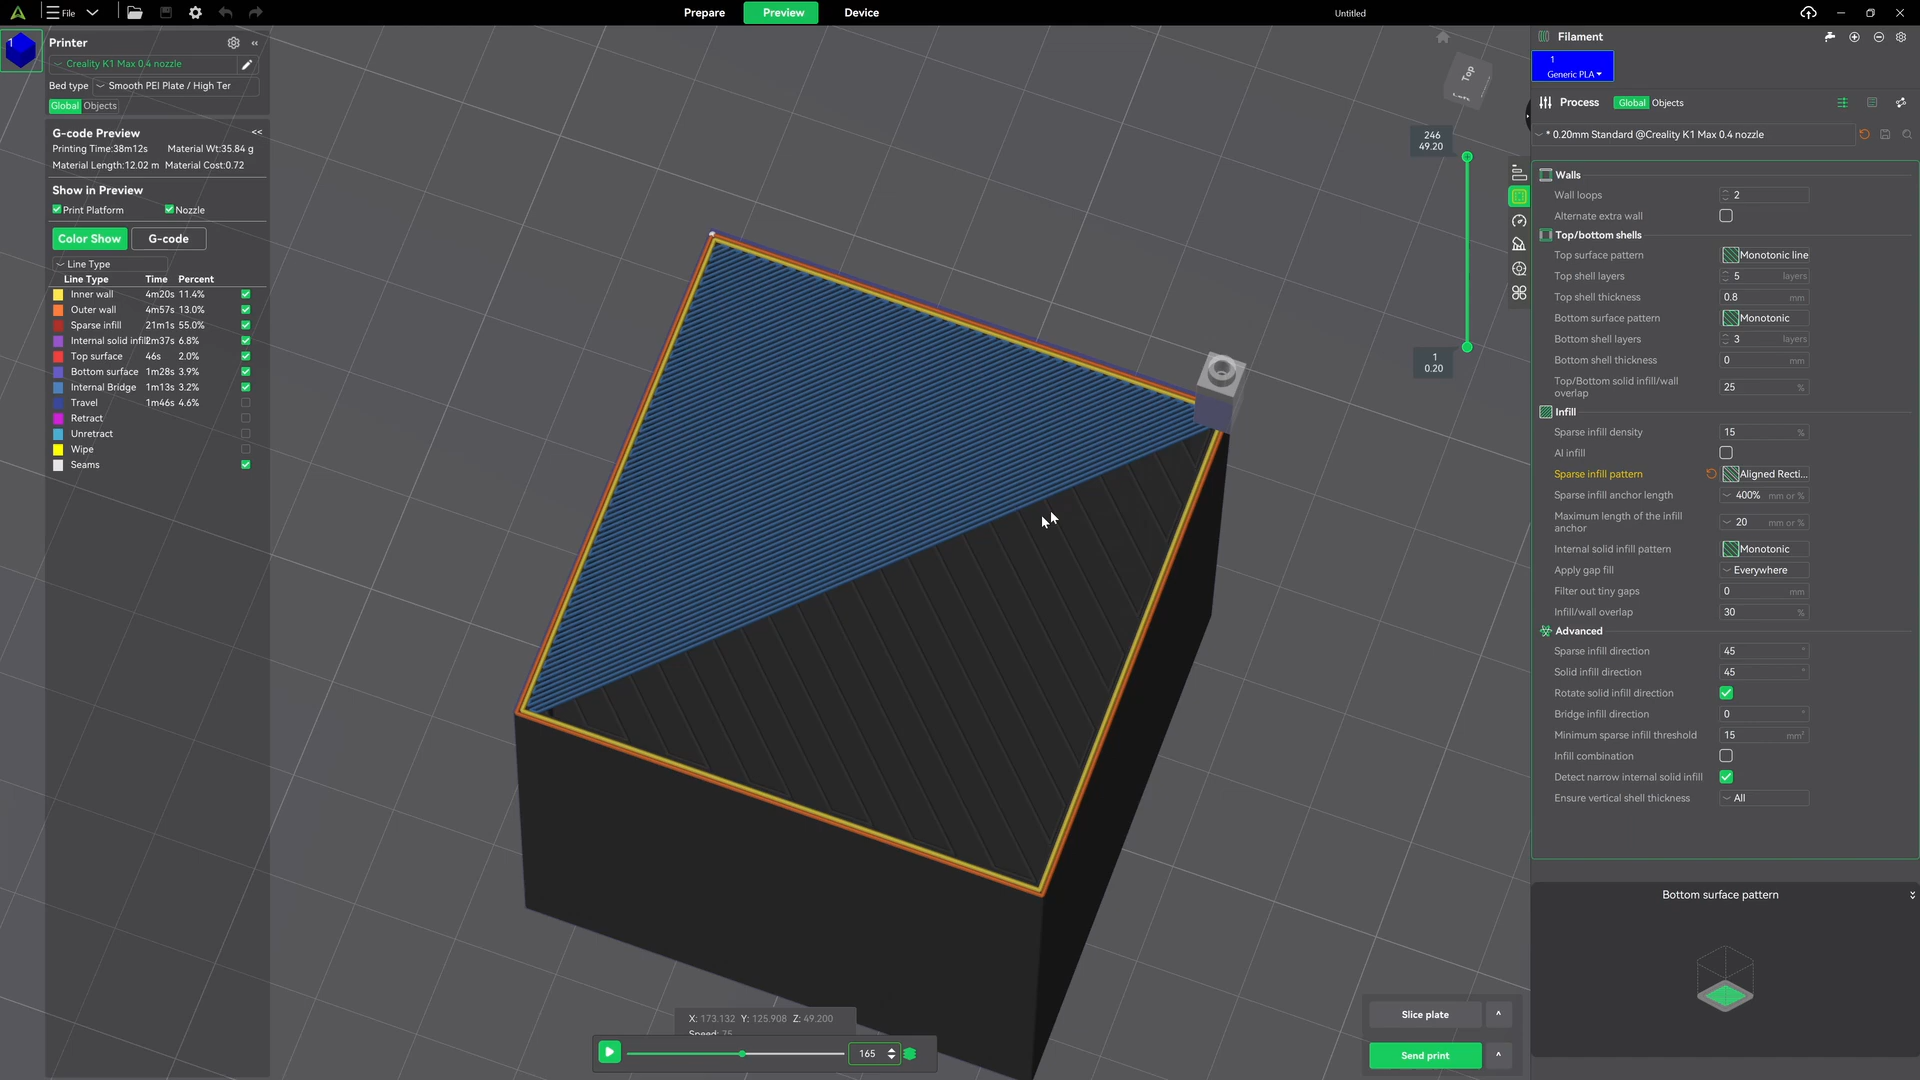 File
Prepare
Preview
Device
Untitled
1
Printer
Creality K1 Max 0.4 nozzle
Bed type
Smooth PEI Plate / High Ter
Global
Objects
G-code Preview
<<
Printing Time:38m12s
Material Wt:35.84 g
Material Length:12.02 m
Material Cost:0.72
Show in Preview
Print Platform
Nozzle
Color Show
G-code
Line Type
Line Type Time Percent
Inner wall 4m20s 11.4%
Outer wall 4m57s 13.0%
Sparse infill 21m1s 55.0%
Internal solid infill 2m37s 6.8%
Top surface 46s 2.0%
Bottom surface 1m28s 3.9%
Internal Bridge 1m13s 3.2%
Travel 1m46s 4.6%
Retract
Unretract
Wipe
Seams
Top
Left
246
49.20
1
0.20
X: 173.132 Y: 125.908 Z: 49.200
Speed: 75
165
Slice plate
Send print
Filament
1
Generic PLA
Process
Global
Objects
* 0.20mm Standard @Creality K1 Max 0.4 nozzle
Walls
Wall loops 2
Alternate extra wall
Top/bottom shells
Top surface pattern Monotonic line
Top shell layers 5 layers
Top shell thickness 0.8 mm
Bottom surface pattern Monotonic
Bottom shell layers 3 layers
Bottom shell thickness 0 mm
Top/Bottom solid infill/wall
overlap 25 %
Infill
Sparse infill density 15 %
AI infill
Sparse infill pattern Aligned Recti...
Sparse infill anchor length 400% mm or %
Maximum length of the infill
anchor 20 mm or %
Internal solid infill pattern Monotonic
Apply gap fill Everywhere
Filter out tiny gaps 0 mm
Infill/wall overlap 30 %
Advanced
Sparse infill direction 45 °
Solid infill direction 45 °
Rotate solid infill direction
Bridge infill direction 0 °
Minimum sparse infill threshold 15 mm²
Infill combination
Detect narrow internal solid infill
Ensure vertical shell thickness All
Bottom surface pattern